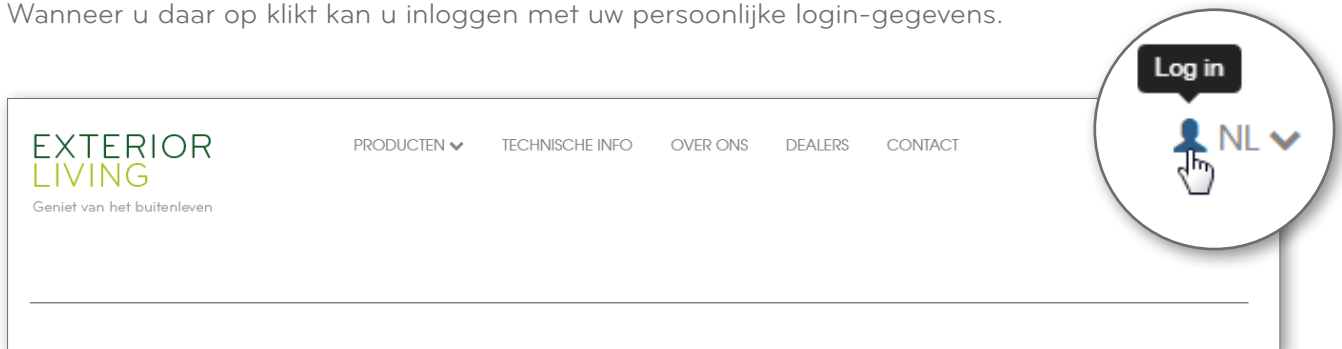 Wanneer u daar op klikt kan u inloggen met uw persoonlijke login-gegevens.
Log in
EXTERIOR
LIVING
Geniet van het buitenleven
PRODUCTEN TECHNISCHE INFO OVER ONS DEALERS CONTACT
NL